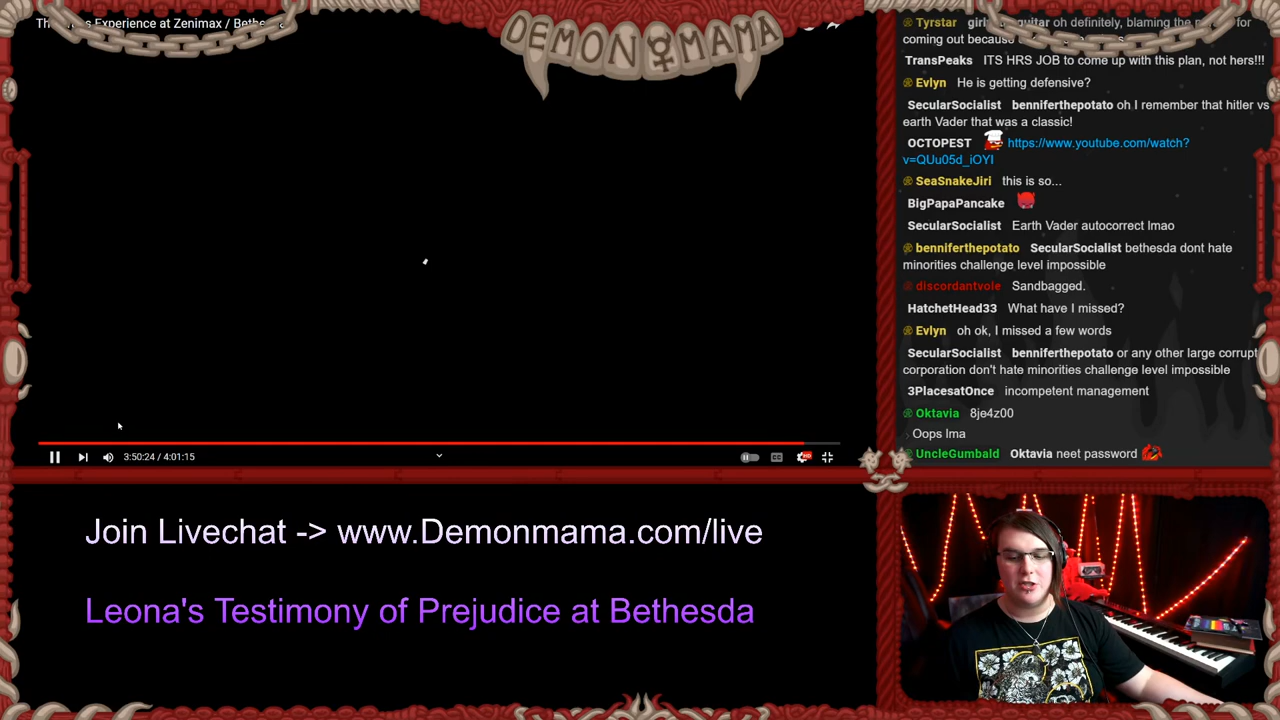 Experience at Zenimax /
DEMON MAMA
Tyrstar oh definitely, blaming the for
coming out
TransPeaks ITS HRS JOB to come up with this plan, not hers!!!
Evlyn He is getting defensive?
SecularSocialist benniferthepotato oh I remember that hitler vs
earth Vader that was a classic!
OCTOPEST https://www.youtube.com/watch?
v=QUu05d_iOYI
SeaSnakeJiri this is so...
BigPapaPancake
SecularSocialist Earth Vader autocorrect lmao
benniferthepotato SecularSocialist bethesda dont hate
minorities challenge level impossible
discordantvole Sandbagged.
HatchetHead33 What have I missed?
Evlyn oh ok, I missed a few words
SecularSocialist benniferthepotato or any other large corrupt
corporation don't hate minorities challenge level impossible
3PlacesatOnce incompetent management
Oktavia 8je4z00
Oops lma
UncleGumbald Oktavia neet password
3:50:24 / 4:01:15
Join Livechat -> www.Demonmama.com/live
Leona's Testimony of Prejudice at Bethesda